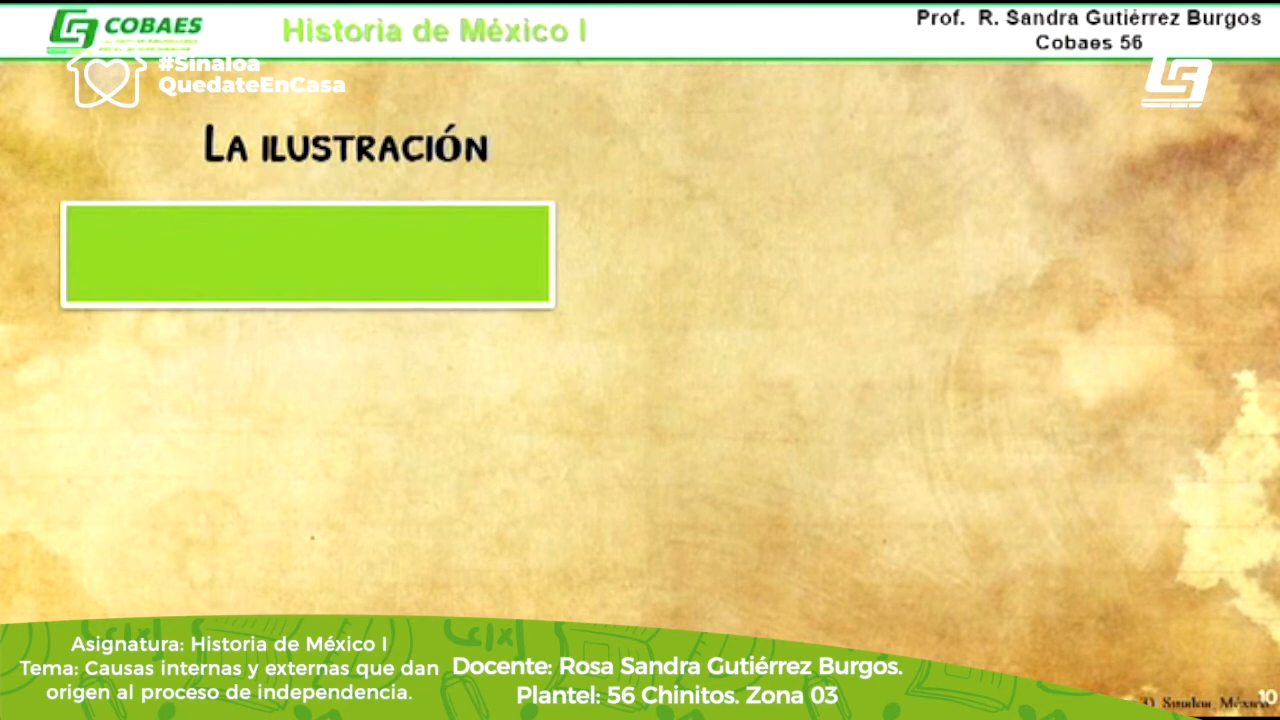 COBAES
Historia de México I
Prof. R. Sandra Gutiérrez Burgos
Cobaes 56
#Sinaloa
QuedateEnCasa
La ilustración
Asignatura: Historia de México I
Tema: Causas internas y externas que dan
origen al proceso de independencia.
Docente: Rosa Sandra Gutiérrez Burgos.
Plantel: 56 Chinitos. Zona 03
México
10